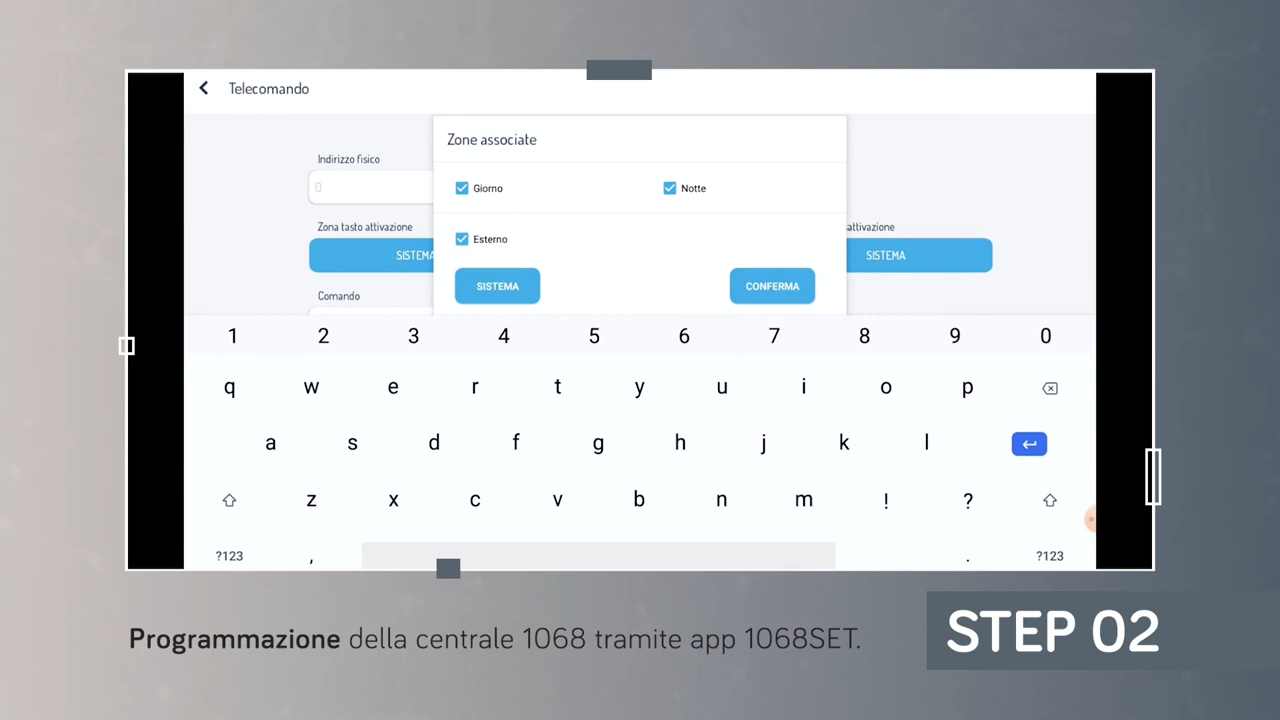 Telecomando
Zone associate
Indirizzo fisico
0
Giorno
Notte
Zona tasto attivazione
attivazione
Esterno
SISTEMA
SISTEMA
SISTEMA
CONFERMA
Comando
1 2 3 4 5 6 7 8 9 0
q w e r t y u i o p
a s d f g h j k l
z x c v b n m ! ?
?123 , . ?123
Programmazione della centrale 1068 tramite app 1068SET.
STEP 02